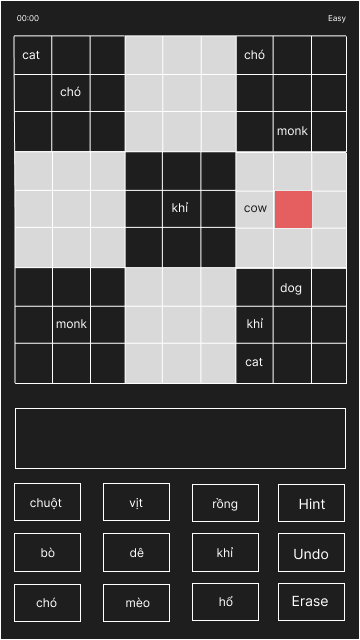 00:00 Easy
cat chó
chó
monk
khỉ cow
dog
monk khỉ
cat
chuột vịt rồng Hint
bò dê khỉ Undo
chó mèo hổ Erase